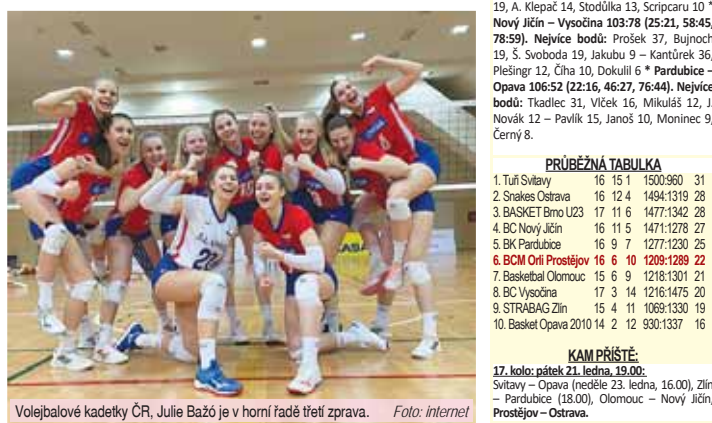 19, A. Klepač 14, Stodůlka 13, Scripcaru 10 *
Nový Jičín – Vysočina 103:78 (25:21, 58:45,
78:59). Nejvíce bodů: Prošek 37, Bujnoch
19, Š. Svoboda 19, Jakubu 9 – Kantůrek 36,
Plešingr 12, Číha 10, Dokulil 6 * Pardubice –
Opava 106:52 (22:16, 46:27, 76:44). Nejvíce
bodů: Tkadlec 31, Vlček 16, Mikuláš 12, J.
Novák 12 – Pavlík 15, Janoš 10, Moninec 9,
Černý 8.
PRŮBĚŽNÁ TABULKA
1. Tuři Svitavy 16 15 1 1500:960 31
2. Snakes Ostrava 16 12 4 1494:1319 28
3. BASKET Brno U23 17 11 6 1477:1342 28
4. BC Nový Jičín 16 11 5 1471:1278 27
5. BK Pardubice 16 9 7 1277:1230 25
6. BCM Orli Prostějov 16 6 10 1209:1289 22
7. Basketbal Olomouc 15 6 9 1218:1301 21
8. BC Vysočina 17 3 14 1216:1475 20
9. STRABAG Zlín 15 4 11 1069:1330 19
10. Basket Opava 2010 14 2 12 930:1337 16
KAM PŘÍŠTĚ:
17. kolo: pátek 21. ledna, 19.00:
Svitavy – Opava (neděle 23. ledna, 16.00), Zlín
– Pardubice (18.00), Olomouc – Nový Jičín,
Prostějov – Ostrava.
20
Volejbalové kadetky ČR, Julie Bažó je v horní řadě třetí zprava. Foto: internet